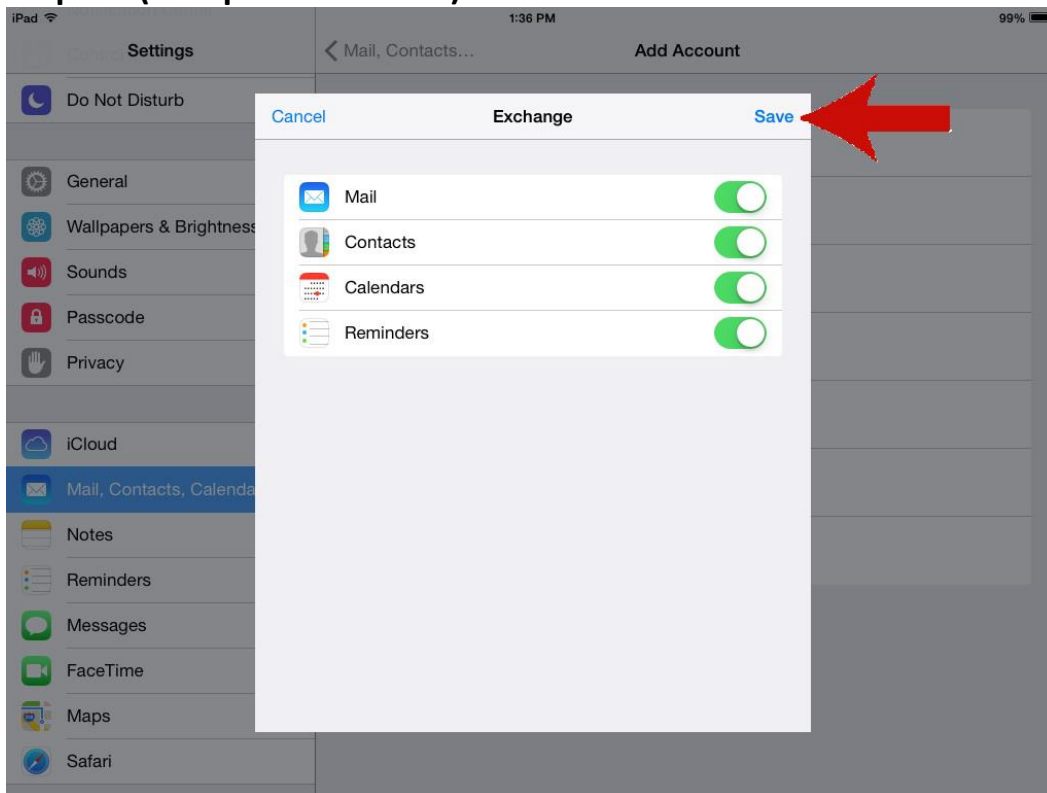 iPad 1:36 PM 99%
Settings Mail, Contacts... Add Account
Do Not Disturb
Cancel Exchange Save
General
Mail
Wallpapers & Brightness
Contacts
Sounds
Calendars
Passcode
Reminders
Privacy
iCloud
Mail, Contacts, Calenda
Notes
Reminders
Messages
FaceTime
Maps
Safari